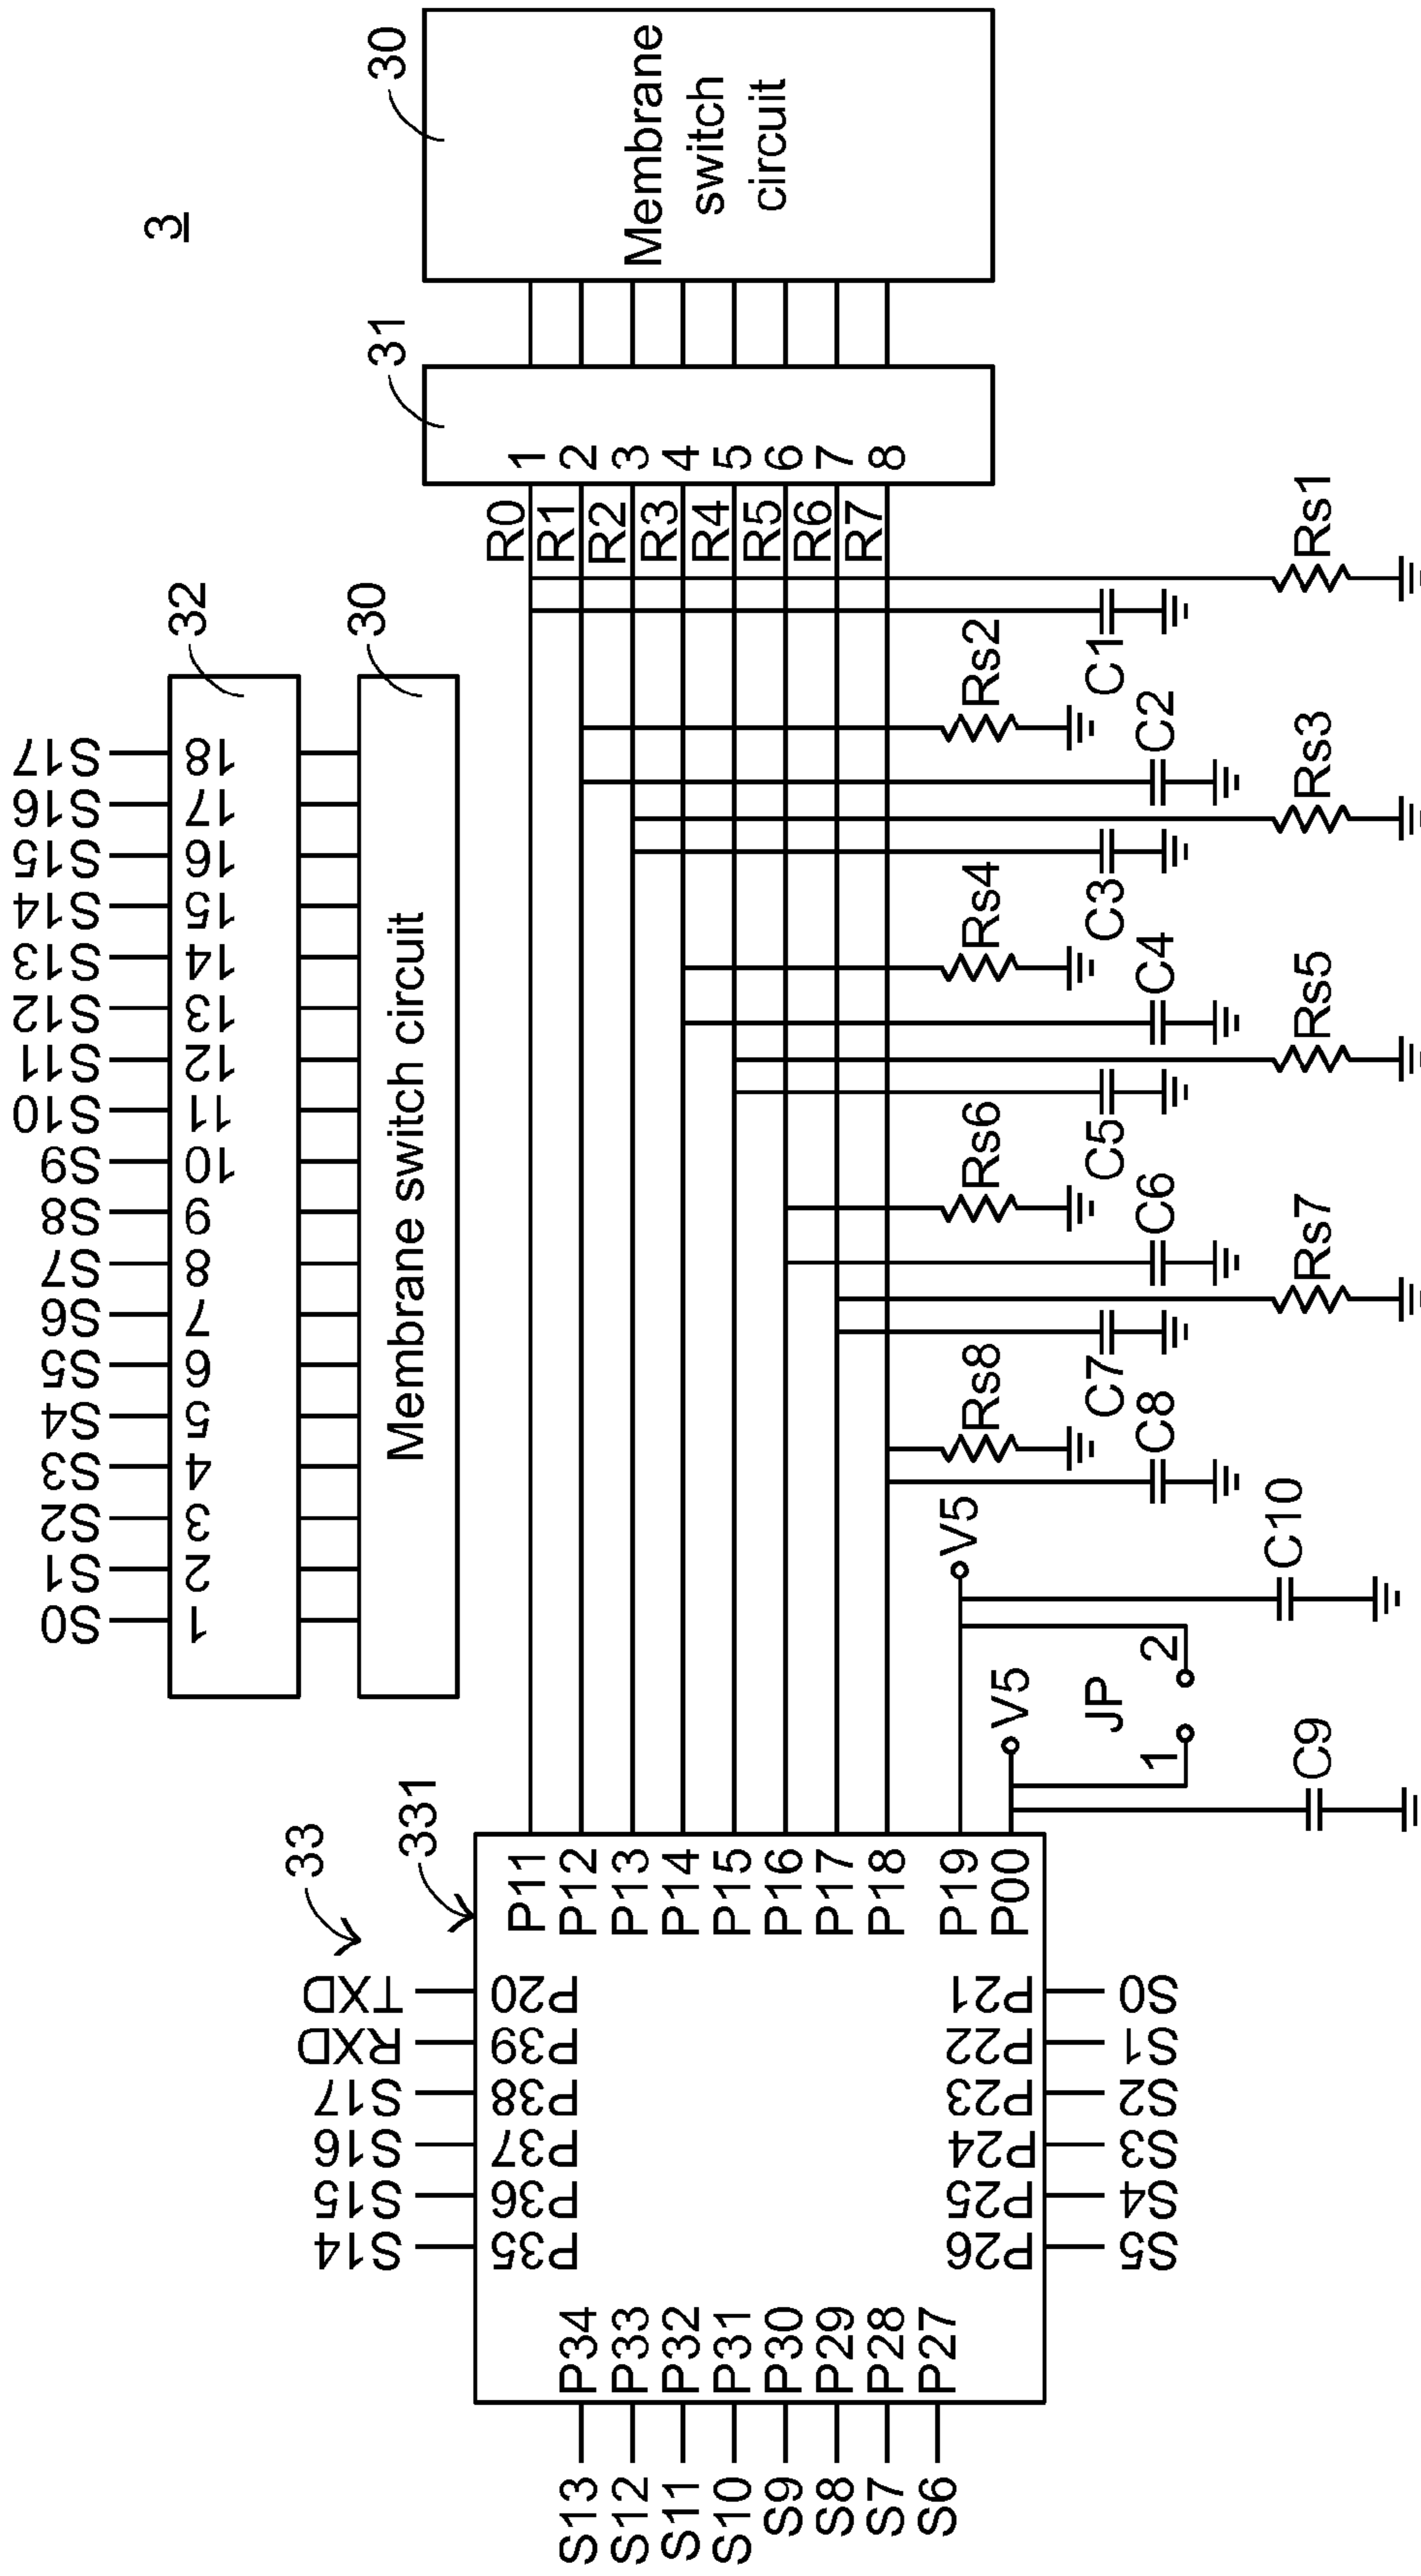 3
30
Membrane
switch
circuit
31
1
2
3
4
5
6
7
8
R0
R1
R2
R3
R4
R5
R6
R7
32
30
S0 S1 S2 S3 S4 S5 S6 S7 S8 S9 S10 S11 S12 S13 S14 S15 S16 S17
1 2 3 4 5 6 7 8 9 10 11 12 13 14 15 16 17 18
Membrane switch circuit
Rs1
C1
Rs2
C2
Rs3
C3
Rs4
C4
Rs5
C5
Rs6
C6
Rs7
C7
Rs8
C8
V5
C10
V5
JP
1 2
C9
33
331
P11
P12
P13
P14
P15
P16
P17
P18
P19
P00
S14 S15 S16 S17 RXD TXD
P35 P36 P37 P38 P39 P20
P26 P25 P24 P23 P22 P21
S5 S4 S3 S2 S1 S0
S13 P34
S12 P33
S11 P32
S10 P31
S9 P30
S8 P29
S7 P28
S6 P27